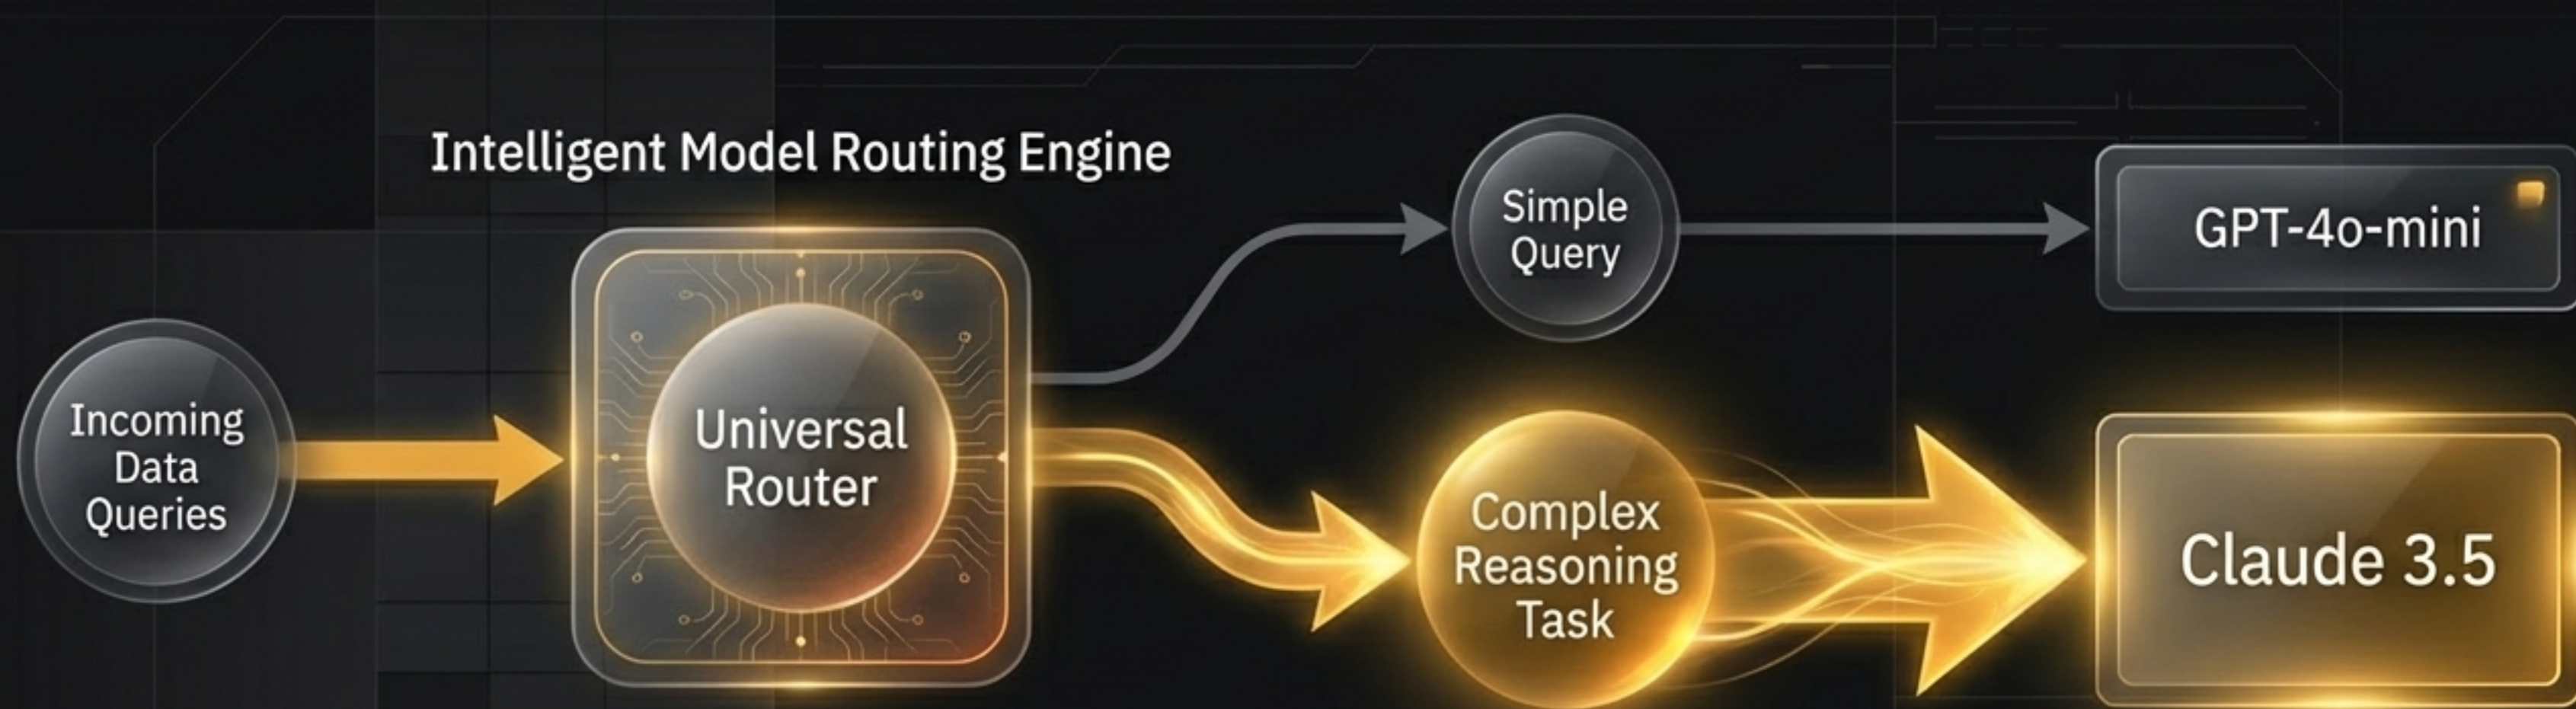 Intelligent Model Routing Engine
Incoming
Data
Queries
Universal
Router
Simple
Query
GPT-4o-mini
Complex
Reasoning
Task
Claude 3.5